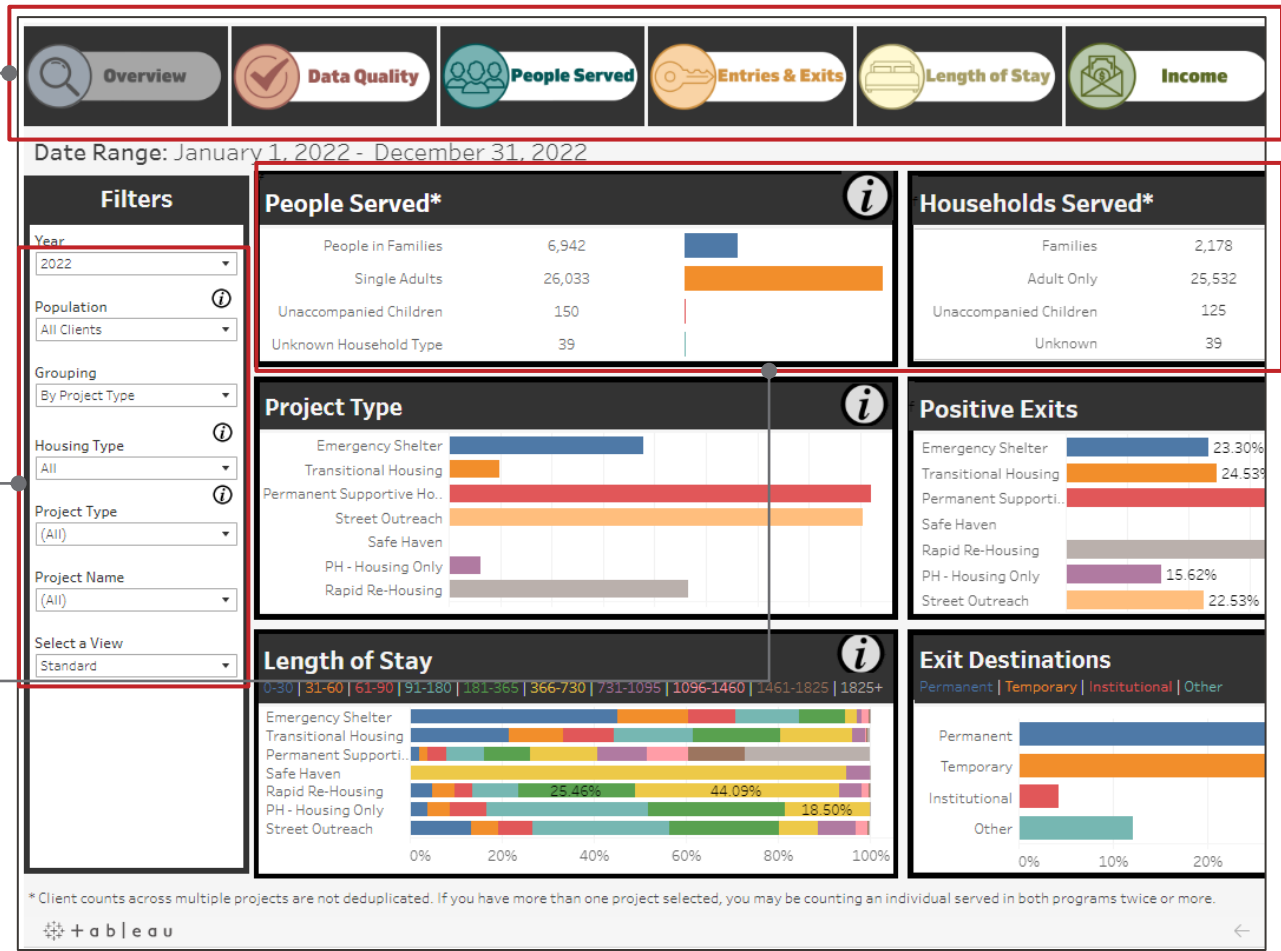 Overview
Data Quality
People Served
Entries & Exits
Length of Stay
Income
Date Range: January 1, 2022 - December 31, 2022
Filters
Year
2022
Population
All Clients
Grouping
By Project Type
Housing Type
All
Project Type
(All)
Project Name
(All)
Select a View
Standard
People Served*
People in Families 6,942
Single Adults 26,033
Unaccompanied Children 150
Unknown Household Type 39
Households Served*
Families 2,178
Adult Only 25,532
Unaccompanied Children 125
Unknown 39
Project Type
Emergency Shelter
Transitional Housing
Permanent Supportive Ho..
Street Outreach
Safe Haven
PH - Housing Only
Rapid Re-Housing
Positive Exits
Emergency Shelter 23.30%
Transitional Housing 24.53%
Permanent Supporti..
Safe Haven
Rapid Re-Housing
PH - Housing Only 15.62%
Street Outreach 22.53%
Length of Stay
0-30 | 31-60 | 61-90 | 91-180 | 181-365 | 366-730 | 731-1095 | 1096-1460 | 1461-1825 | 1825+
Emergency Shelter
Transitional Housing
Permanent Supporti..
Safe Haven
Rapid Re-Housing 25.46% 44.09%
PH - Housing Only 18.50%
Street Outreach
0% 20% 40% 60% 80% 100%
Exit Destinations
Permanent | Temporary | Institutional | Other
Permanent
Temporary
Institutional
Other
0% 10% 20%
* Client counts across multiple projects are not deduplicated. If you have more than one project selected, you may be counting an individual served in both programs twice or more.
+ableau